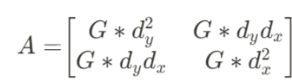 A = [ G ∗ d_y^2   G ∗ d_y d_x
G ∗ d_y d_x   G ∗ d_x^2 ]